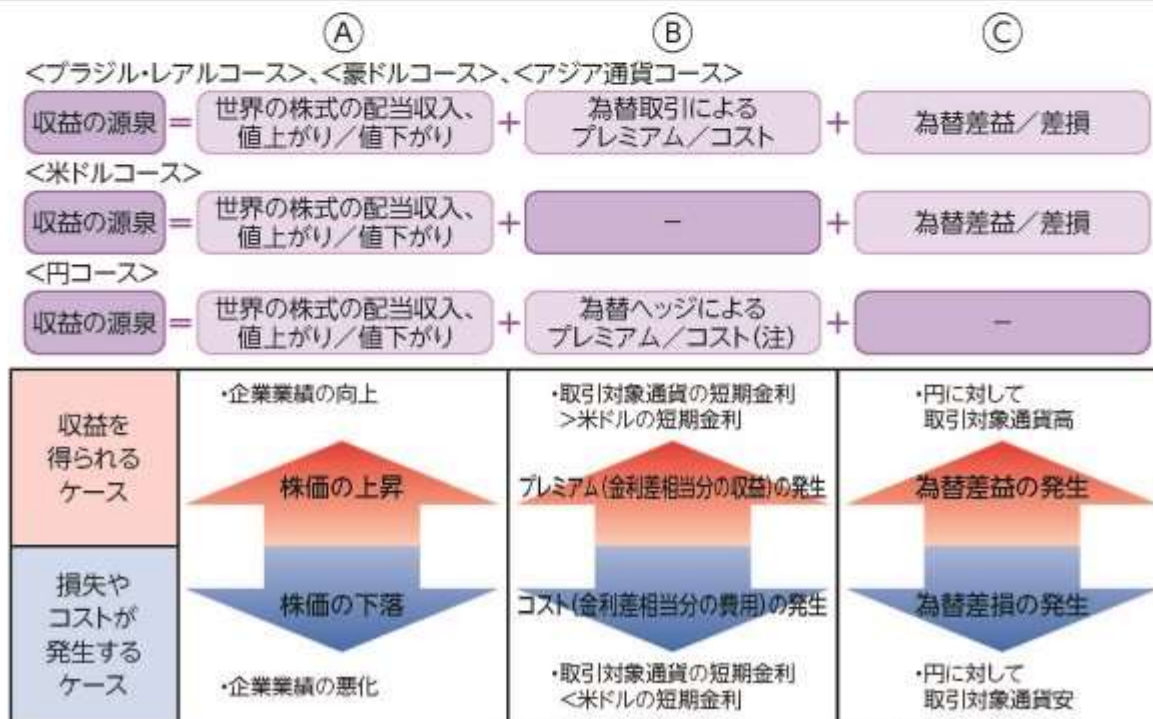 Ⓐ Ⓑ Ⓒ
<ブラジル・レアルコース>、<豪ドルコース>、<アジア通貨コース>
収益の源泉 = 世界の株式の配当収入、
値上がり/値下がり + 為替取引による
プレミアム/コスト + 為替差益/差損
<米ドルコース>
収益の源泉 = 世界の株式の配当収入、
値上がり/値下がり + - + 為替差益/差損
<円コース>
収益の源泉 = 世界の株式の配当収入、
値上がり/値下がり + 為替ヘッジによる
プレミアム/コスト(注) + -
収益を
得られる
ケース
・企業業績の向上
株価の上昇
・取引対象通貨の短期金利
>米ドルの短期金利
プレミアム(金利差相当分の収益)の発生
・円に対して
取引対象通貨高
為替差益の発生
損失や
コストが
発生する
ケース
株価の下落
・企業業績の悪化
コスト(金利差相当分の費用)の発生
・取引対象通貨の短期金利
<米ドルの短期金利
為替差損の発生
・円に対して
取引対象通貨安